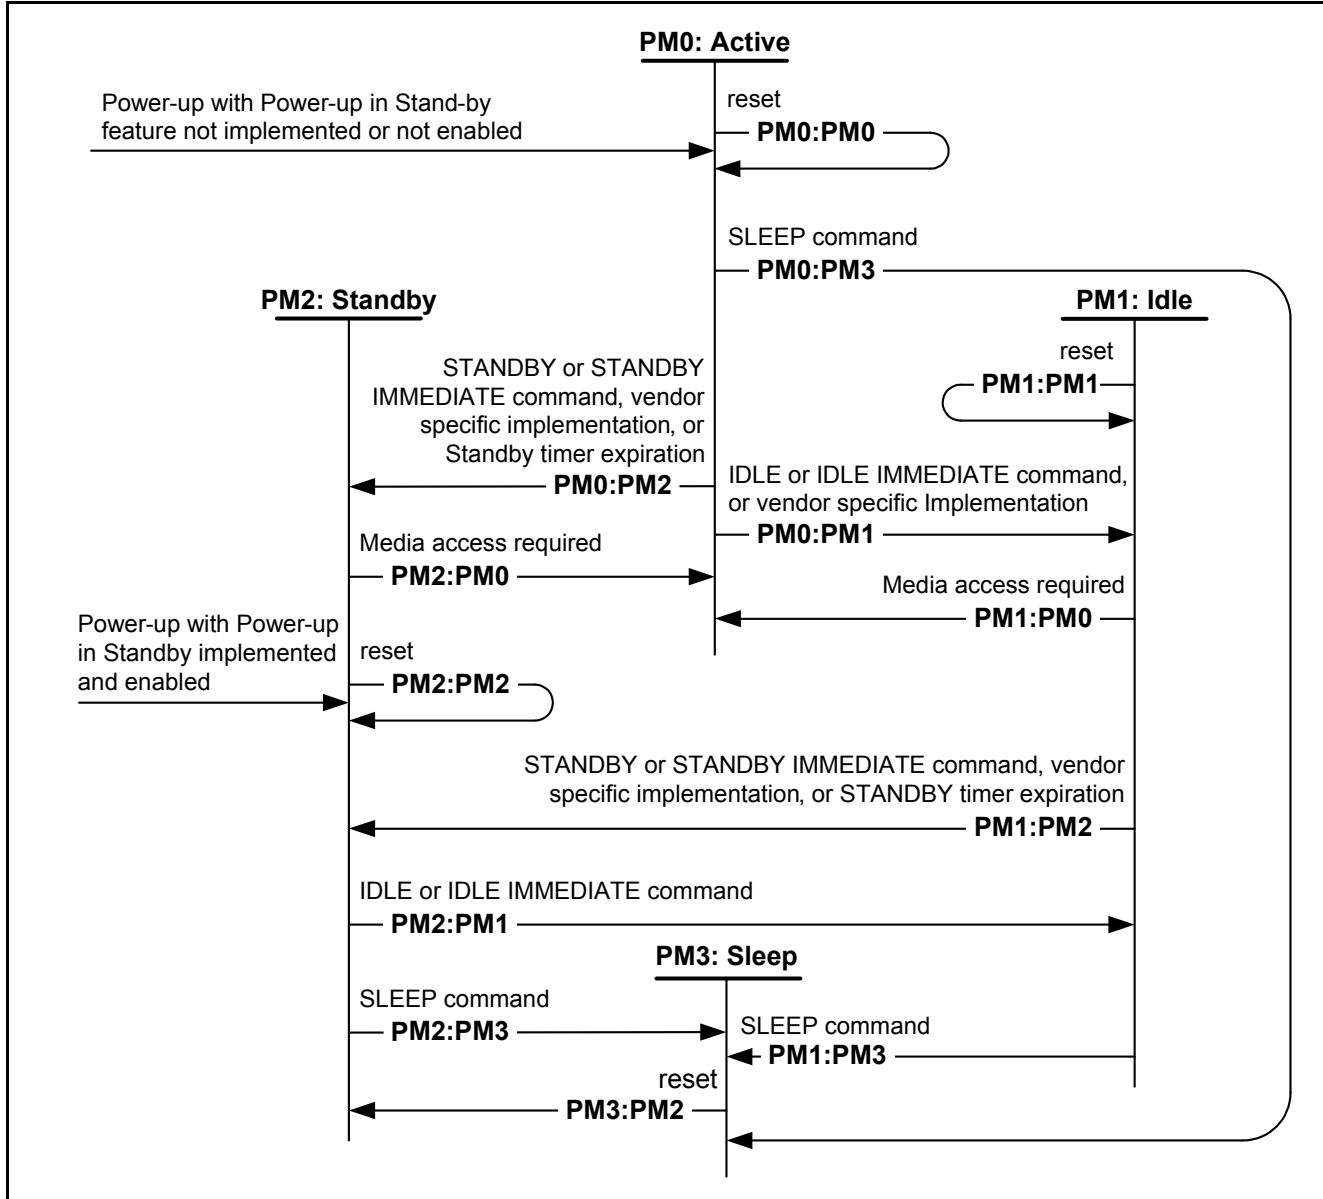 PM0: Active
Power-up with Power-up in Stand-by
feature not implemented or not enabled
reset
PM0:PM0
SLEEP command
PM0:PM3
PM2: Standby
PM1: Idle
reset
PM1:PM1
STANDBY or STANDBY
IMMEDIATE command, vendor
specific implementation, or
Standby timer expiration
PM0:PM2
IDLE or IDLE IMMEDIATE command,
or vendor specific Implementation
PM0:PM1
Media access required
PM2:PM0
Media access required
PM1:PM0
Power-up with Power-up
in Standby implemented
and enabled
reset
PM2:PM2
STANDBY or STANDBY IMMEDIATE command, vendor
specific implementation, or STANDBY timer expiration
PM1:PM2
IDLE or IDLE IMMEDIATE command
PM2:PM1
PM3: Sleep
SLEEP command
PM2:PM3
SLEEP command
PM1:PM3
reset
PM3:PM2